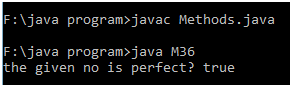 F:\java program>javac Methods.java
F:\java program>java M36
the given no is perfect? true